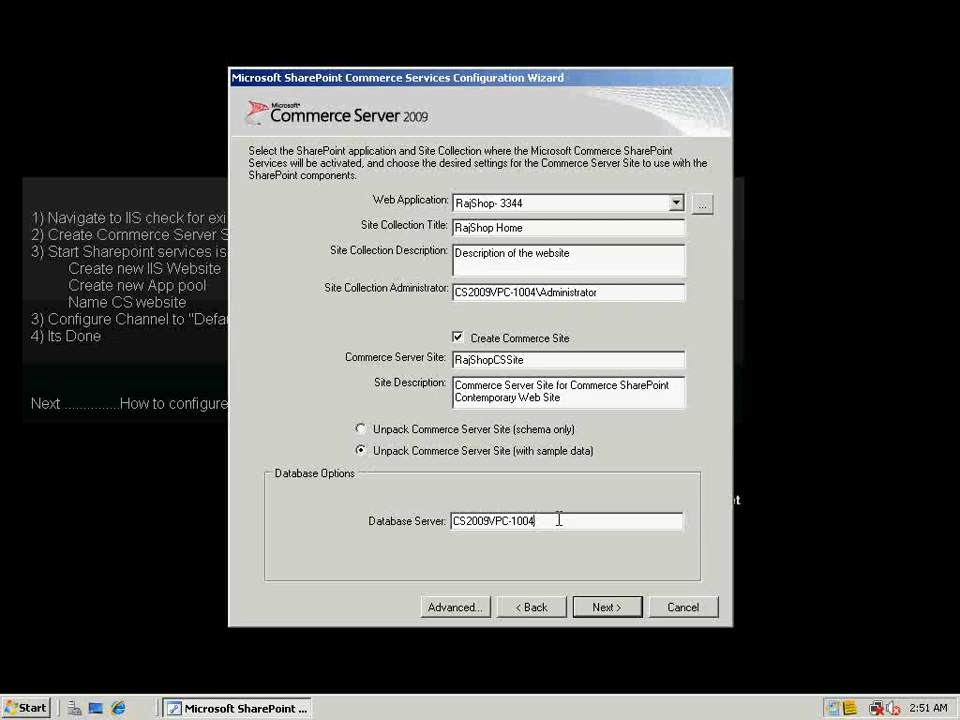 Microsoft SharePoint Commerce Services Configuration Wizard
Microsoft®
Commerce Server 2009
Select the SharePoint application and Site Collection where the Microsoft Commerce SharePoint
Services will be activated, and choose the desired settings for the Commerce Server Site to use with the
SharePoint components.
Web Application: RajShop- 3344
...
Site Collection Title: RajShop Home
Site Collection Description: Description of the website
Site Collection Administrator: CS2009VPC-1004\Administrator
Create Commerce Site
Commerce Server Site: RajShopCSSite
Site Description: Commerce Server Site for Commerce SharePoint
Contemporary Web Site
Unpack Commerce Server Site (schema only)
Unpack Commerce Server Site (with sample data)
Database Options
Database Server: CS2009VPC-1004
Advanced... < Back Next > Cancel
1) Navigate to IIS check for exi
2) Create Commerce Server S
3) Start Sharepoint services is
Create new IIS Website
Create new App pool
Name CS website
3) Configure Channel to "Defa
4) Its Done
Next ...............How to configure
et
Start Microsoft SharePoint ... 2:51 AM